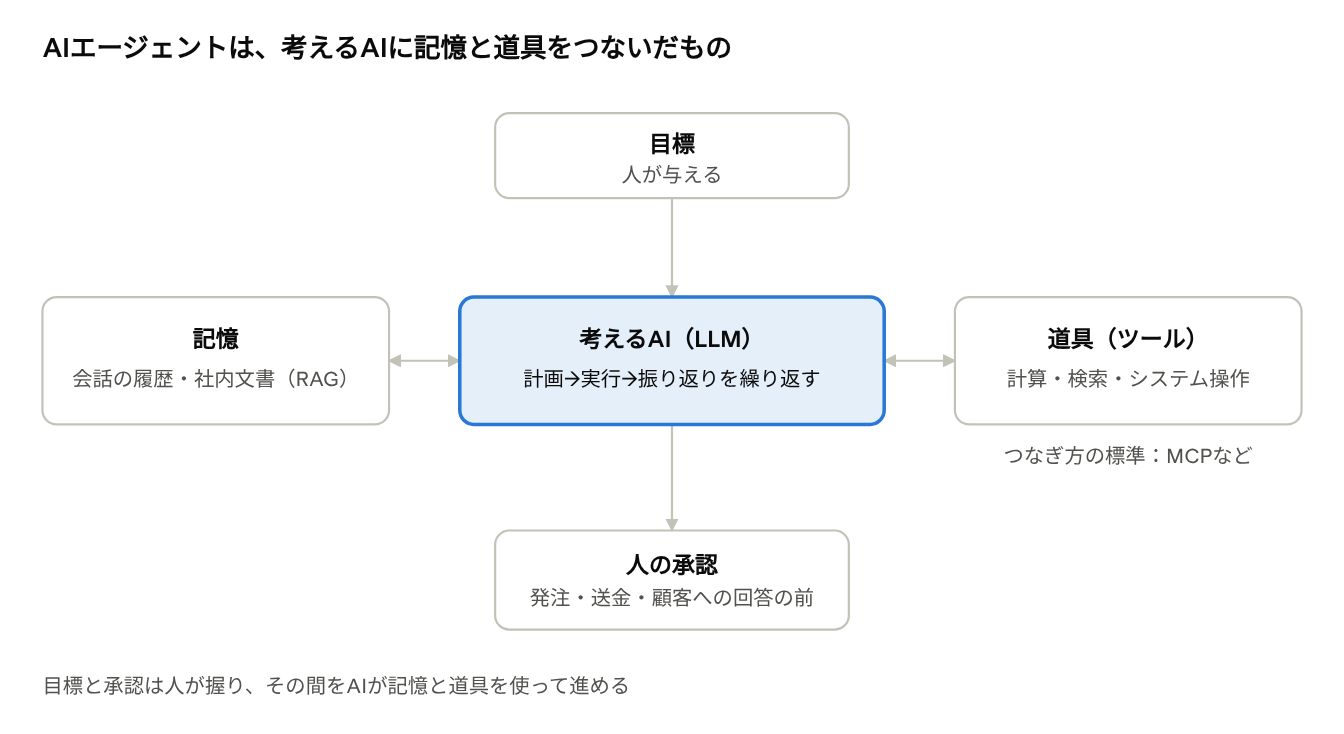 AIエージェントは、考えるAIに記憶と道具をつないだもの
目標
人が与える
記憶
会話の履歴・社内文書（RAG）
考えるAI（LLM）
計画→実行→振り返りを繰り返す
道具（ツール）
計算・検索・システム操作
つなぎ方の標準：MCPなど
人の承認
発注・送金・顧客への回答の前
目標と承認は人が握り、その間をAIが記憶と道具を使って進める